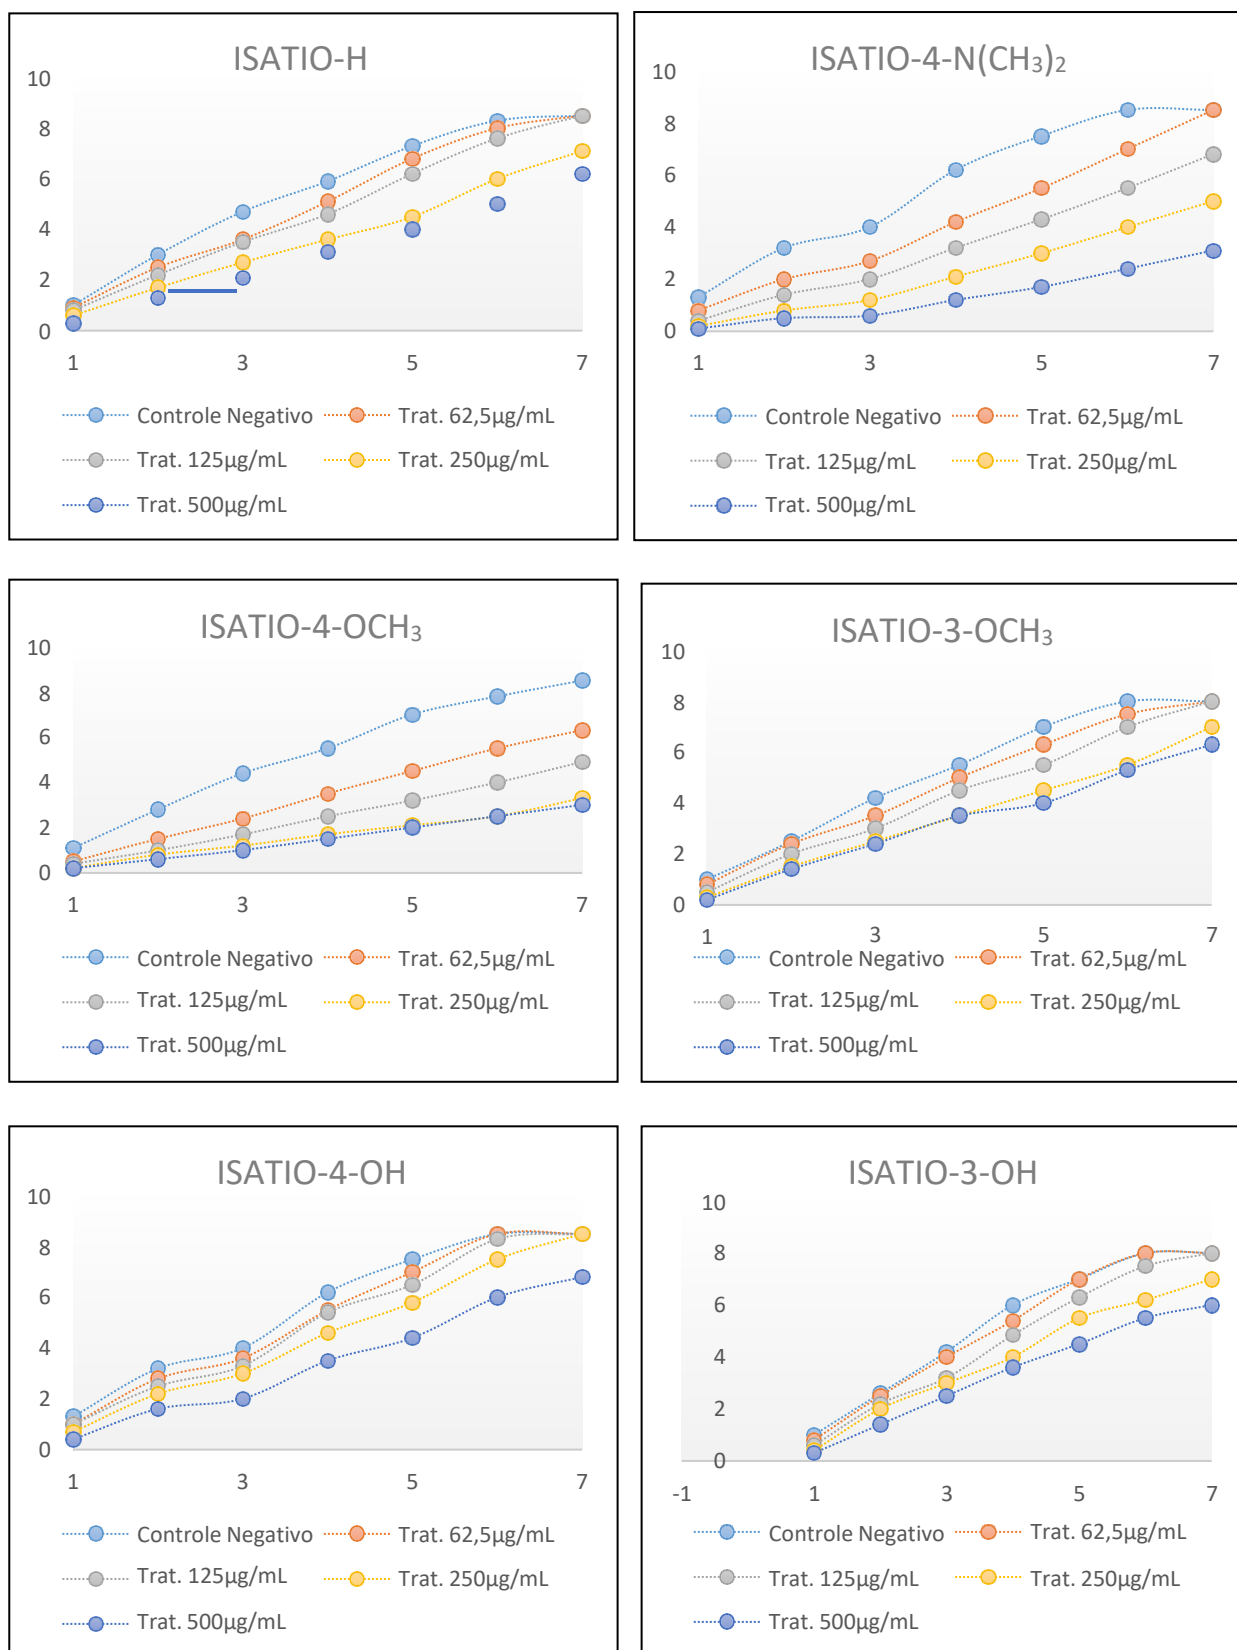 ISATIO-H
10
8
6
4
2
0
1 3 5 7
Controle Negativo Trat. 62,5µg/mL
Trat. 125µg/mL Trat. 250µg/mL
Trat. 500µg/mL
ISATIO-4-N(CH₃)₂
10
8
6
4
2
0
1 3 5 7
Controle Negativo Trat. 62,5µg/mL
Trat. 125µg/mL Trat. 250µg/mL
Trat. 500µg/mL
ISATIO-4-OCH₃
10
8
6
4
2
0
1 3 5 7
Controle Negativo Trat. 62,5µg/mL
Trat. 125µg/mL Trat. 250µg/mL
Trat. 500µg/mL
ISATIO-3-OCH₃
10
8
6
4
2
0
1 3 5 7
Controle Negativo Trat. 62,5µg/mL
Trat. 125µg/mL Trat. 250µg/mL
Trat. 500µg/mL
ISATIO-4-OH
10
8
6
4
2
0
1 3 5 7
Controle Negativo Trat. 62,5µg/mL
Trat. 125µg/mL Trat. 250µg/mL
Trat. 500µg/mL
ISATIO-3-OH
10
8
6
4
2
0
-1 1 3 5 7
Controle Negativo Trat. 62,5µg/mL
Trat. 125µg/mL Trat. 250µg/mL
Trat. 500µg/mL